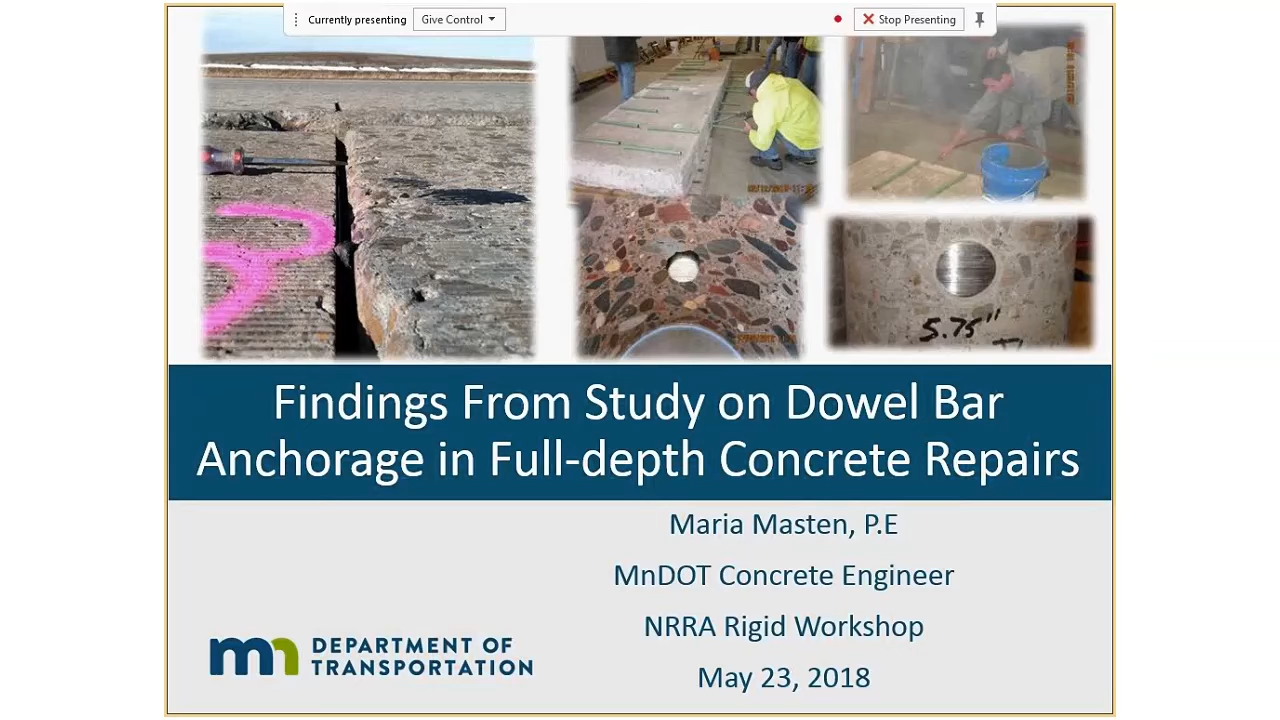 Currently presenting
Give Control
Stop Presenting
5.75"
Findings From Study on Dowel Bar
Anchorage in Full-depth Concrete Repairs
Maria Masten, P.E
MnDOT Concrete Engineer
NRRA Rigid Workshop
May 23, 2018
mn DEPARTMENT OF
TRANSPORTATION